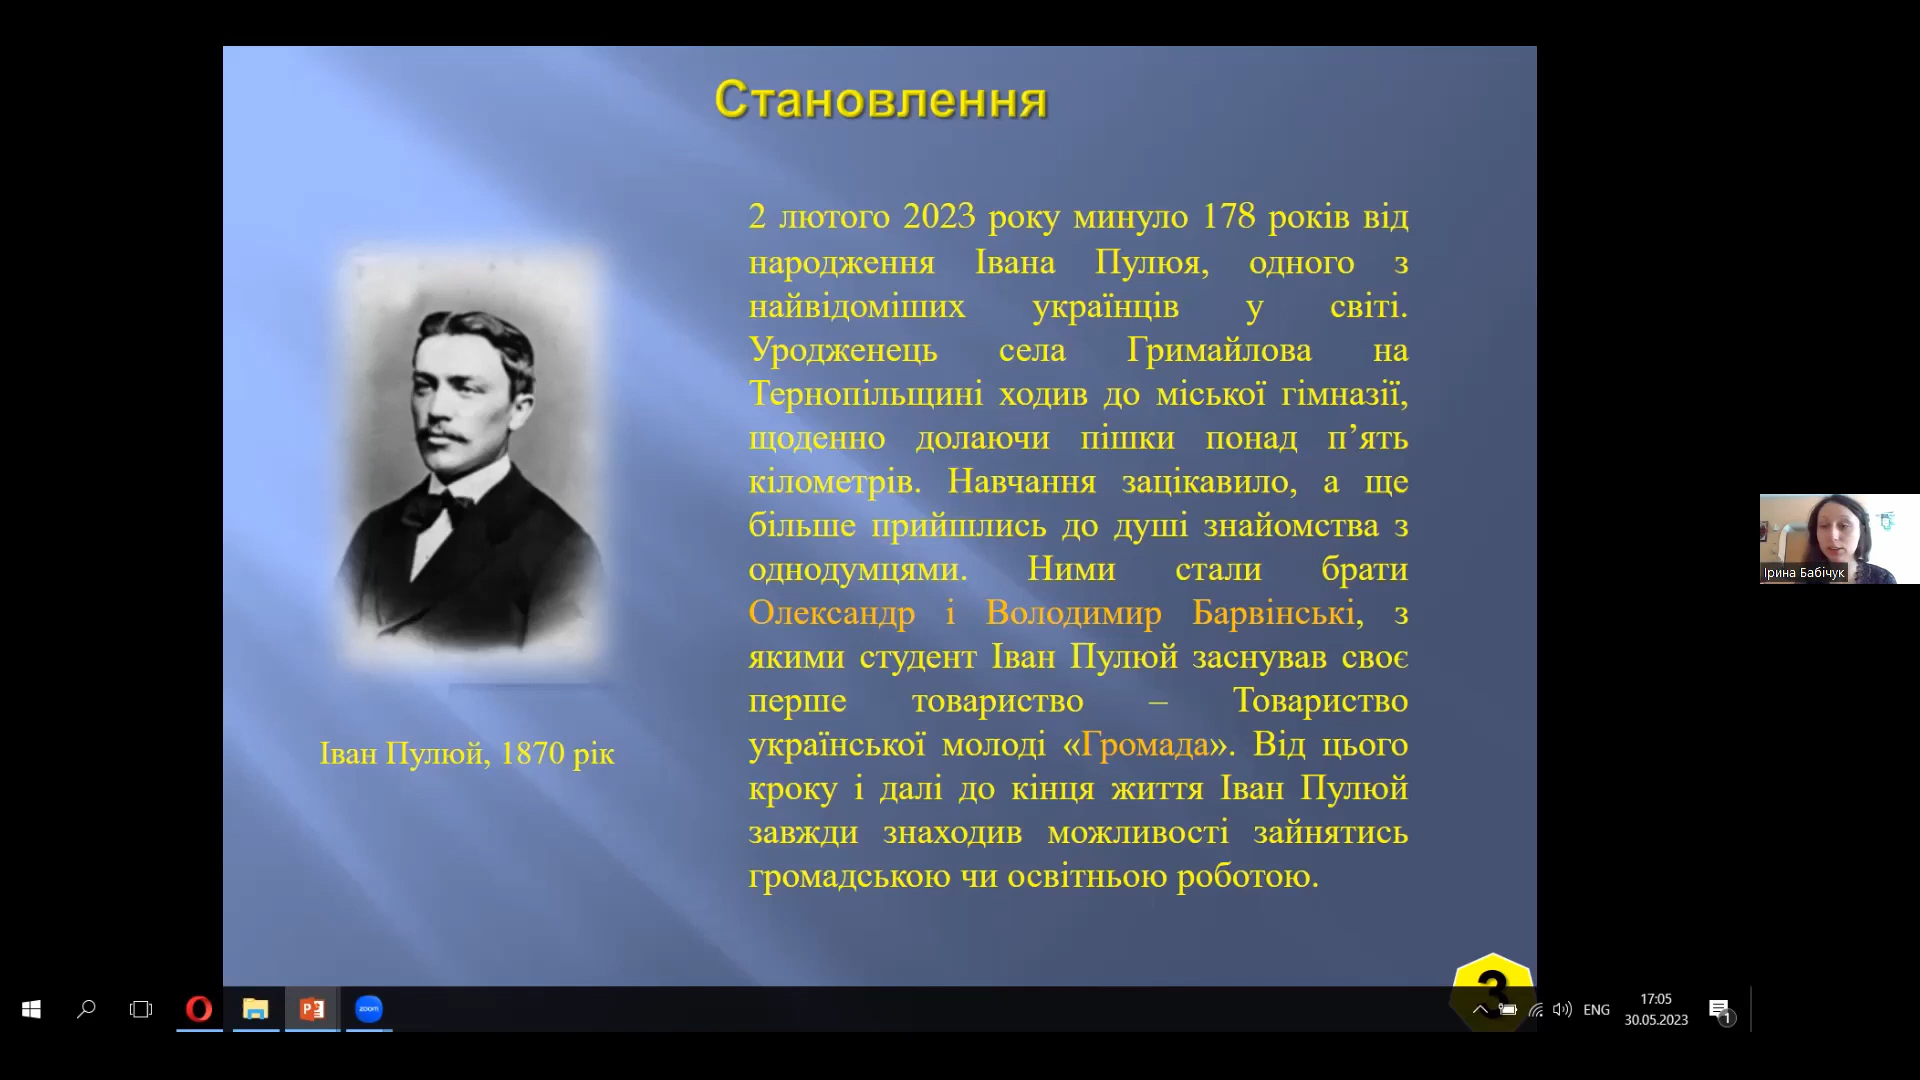 Становлення
2 лютого 2023 року минуло 178 років від
народження Івана Пулюя, одного з
найвідоміших українців у світі.
Уродженець села Гримайлова на
Тернопільщині ходив до міської гімназії,
щоденно долаючи пішки понад п’ять
кілометрів. Навчання зацікавило, а ще
більше прийшлись до душі знайомства з
однодумцями. Ними стали брати
Олександр і Володимир Барвінські, з
якими студент Іван Пулюй заснував своє
перше товариство – Товариство
української молоді «Громада». Від цього
кроку і далі до кінця життя Іван Пулюй
завжди знаходив можливості зайнятись
громадською чи освітньою роботою.
Іван Пулюй, 1870 рік
Ірина Бабічук
3
P
zoom
ENG
17:05
30.05.2023
1